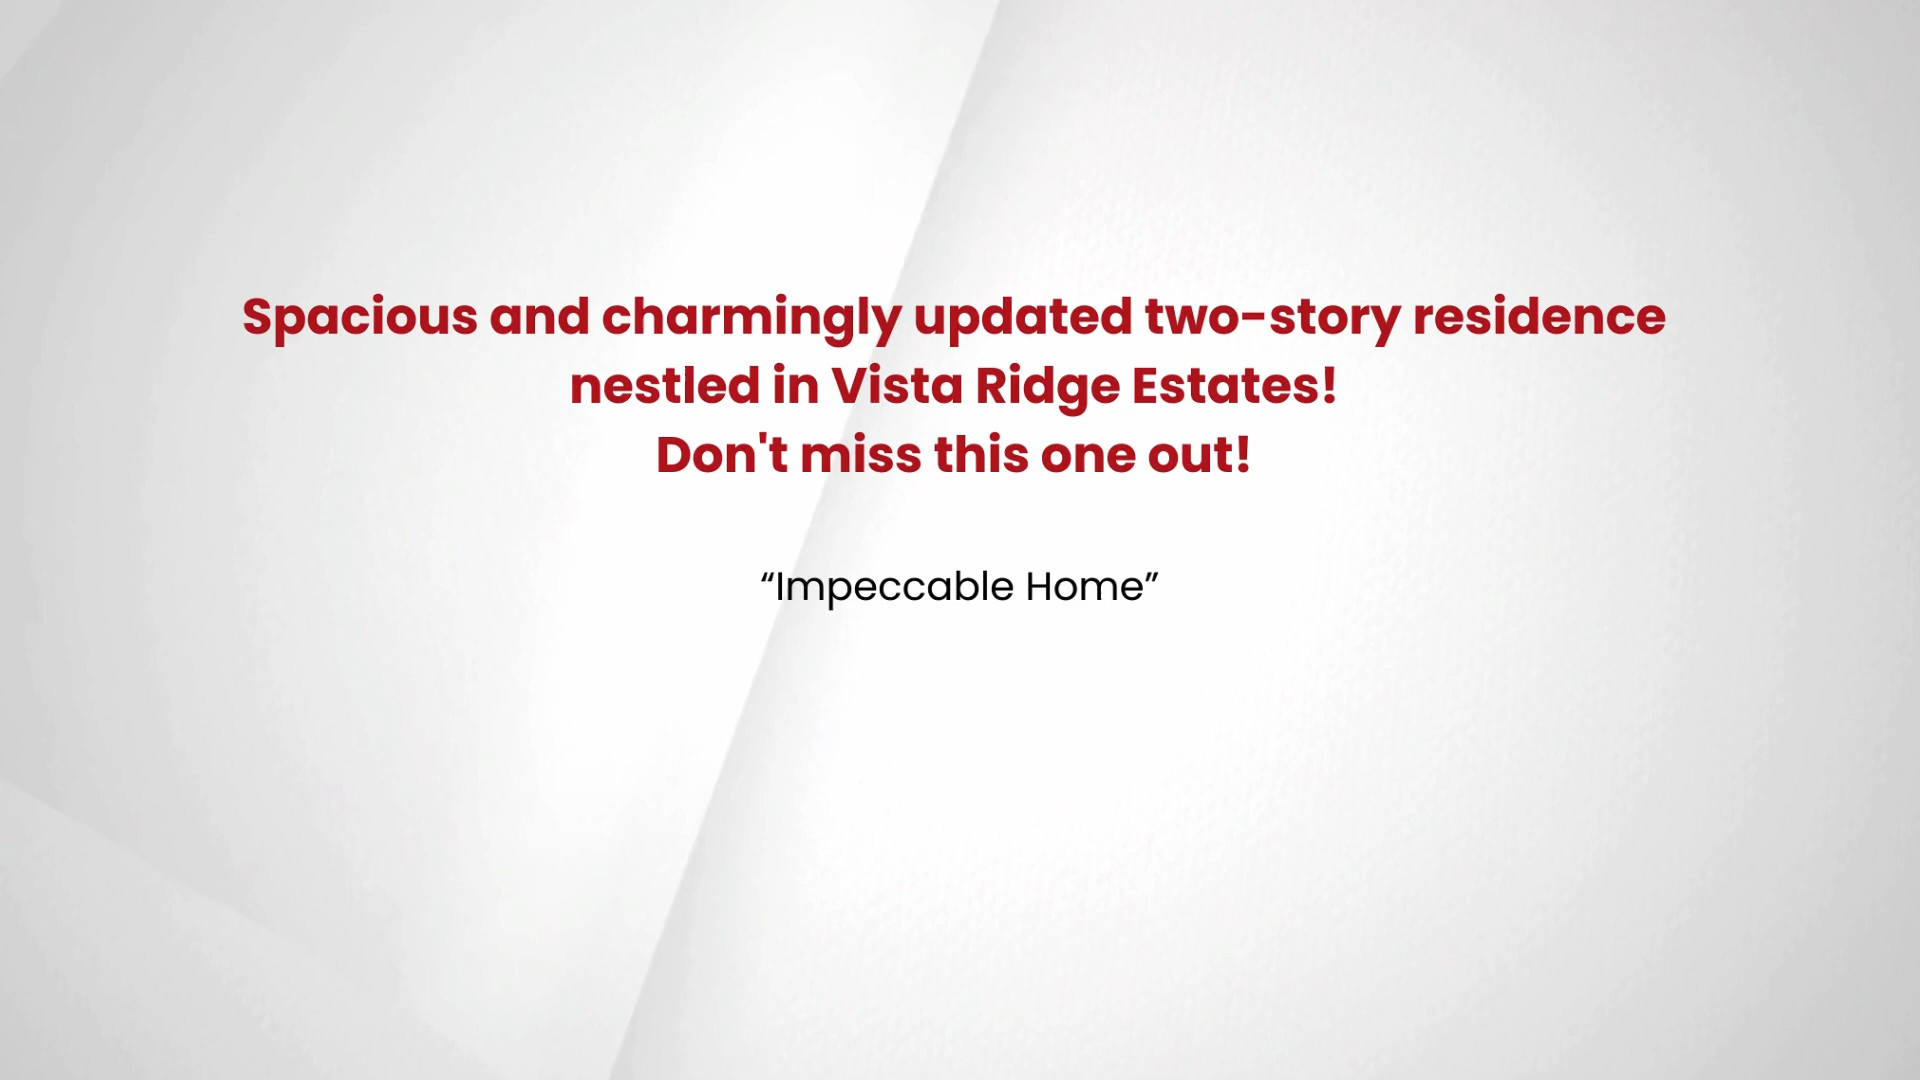 Spacious and charmingly updated two-story residence
nestled in Vista Ridge Estates!
Don't miss this one out!
“Impeccable Home”